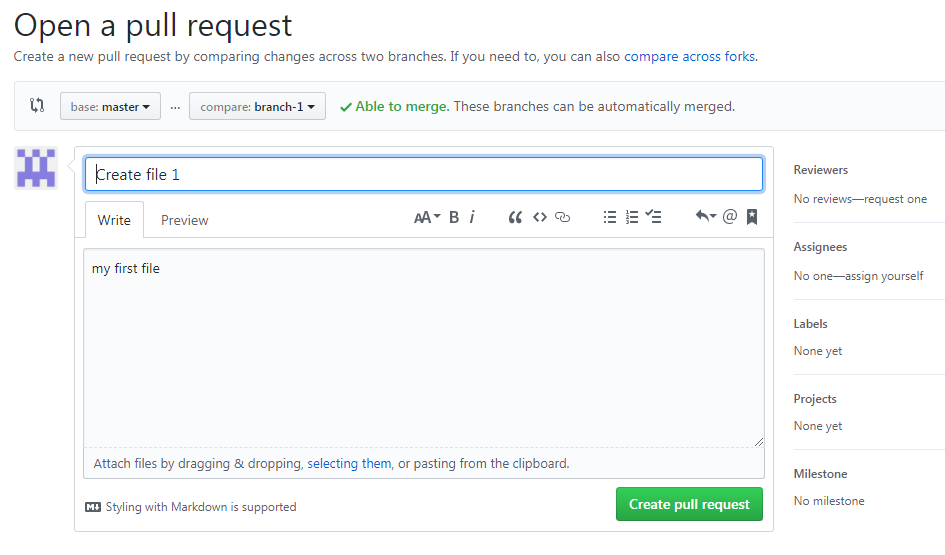 Open a pull request
Create a new pull request by comparing changes across two branches. If you need to, you can also compare across forks.
base: master ... compare: branch-1 Able to merge. These branches can be automatically merged.
Create file 1
Write Preview AA B i @
my first file
Attach files by dragging & dropping, selecting them, or pasting from the clipboard.
Styling with Markdown is supported
Create pull request
Reviewers
No reviews—request one
Assignees
No one—assign yourself
Labels
None yet
Projects
None yet
Milestone
No milestone